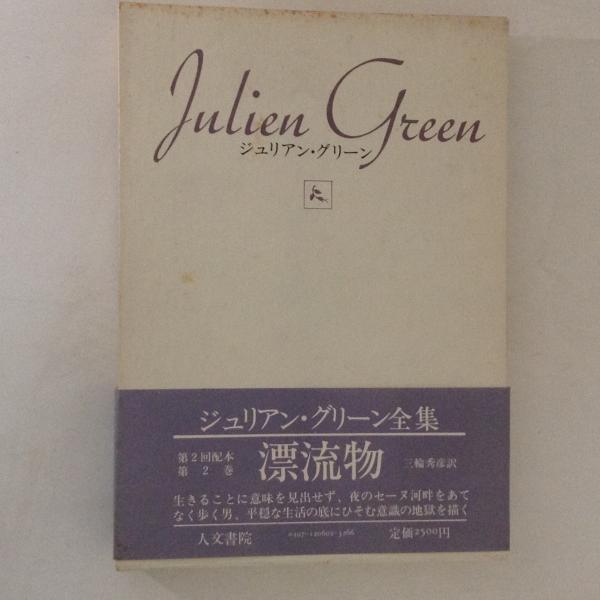 Julien Green
ジュリアン・グリーン
ジュリアン・グリーン全集
第2回配本
第2巻
漂流物
三輪秀彦訳
生きることに意味を見出せず、夜のセーヌ河畔をあて
なく歩く男、平穏な生活の底にひそむ意識の地獄を描く
人文書院
0397-120602-3266
定価2500円